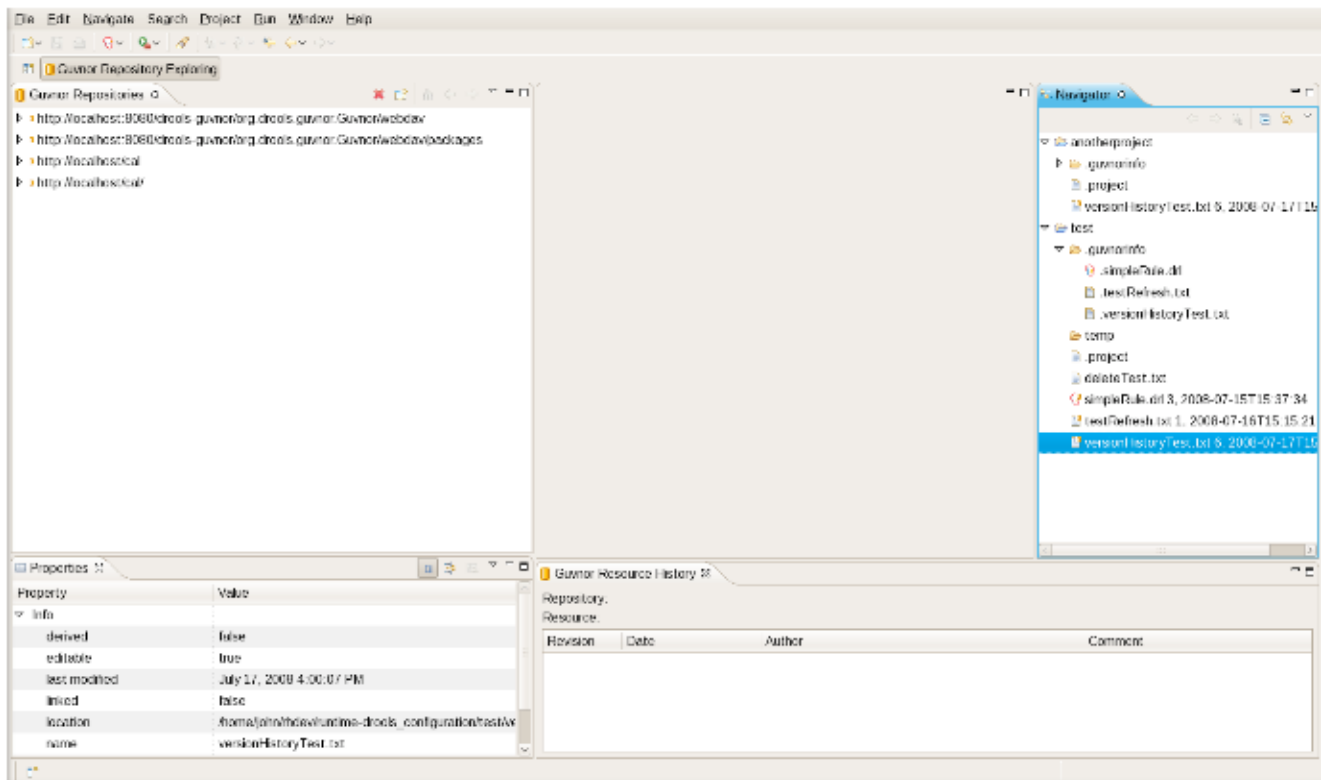 File Edit Navigate Search Project Run Window Help
Guvnor Repository Exploring
Guvnor Repositories
http://localhost:8080/drools-guvnor/org.drools.guvnor.Guvnor/webdav
http://localhost:8080/drools-guvnor/org.drools.guvnor.Guvnor/webdav/packages
http://localhost/cal
http://localhost/cal/
Navigator
anotherproject
.guvnorinfo
.project
versionHistoryTest.txt 6, 2008-07-17T15
test
.guvnorinfo
.simpleRule.drl
.testRefresh.txt
.versionHistoryTest.txt
temp
.project
deleteTest.txt
simpleRule.drl 3, 2008-07-15T15:37:34
testRefresh.txt 1, 2008-07-16T15:15:21
versionHistoryTest.txt 6, 2008-07-17T15
Properties
Property Value
Info
derived false
editable true
last modified July 17, 2008 4:00:07 PM
linked false
location /home/john/rhdev/runtime-drools_configuration/test/ve
name versionHistoryTest.txt
Guvnor Resource History
Repository:
Resource:
Revision Date Author Comment